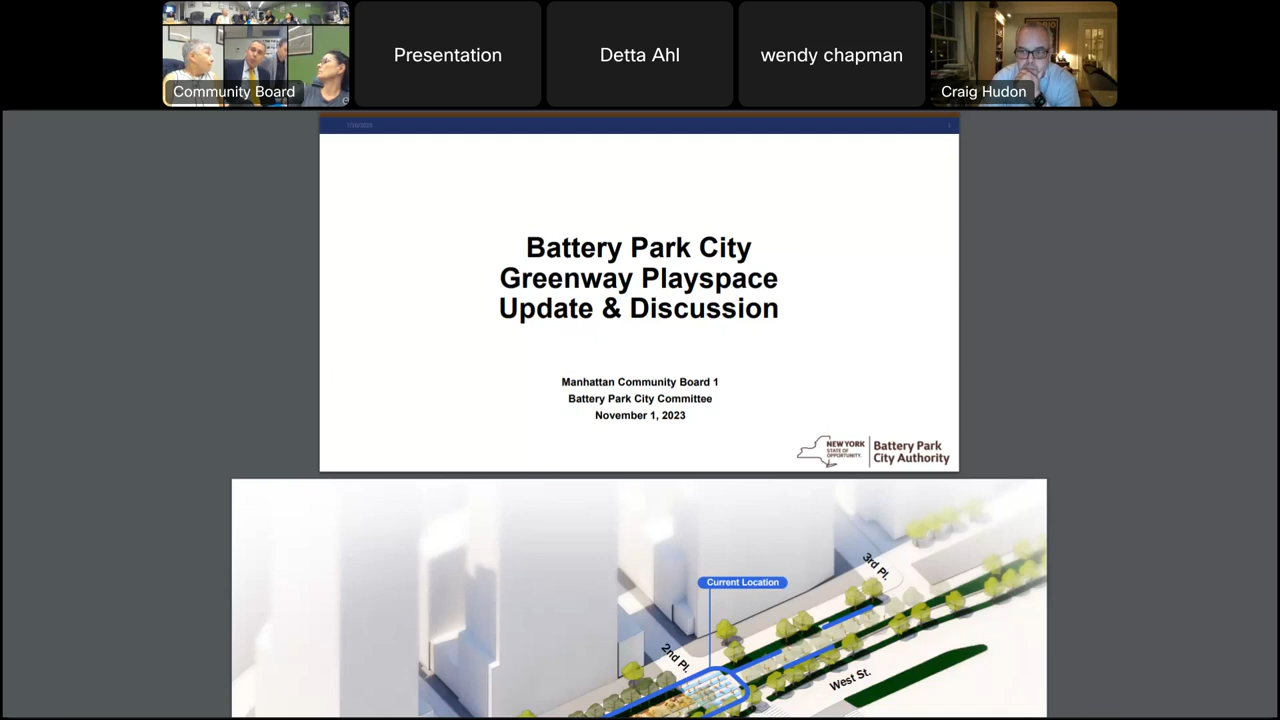 Community Board
Presentation
Detta Ahl
wendy chapman
Craig Hudon
Battery Park City
Greenway Playspace
Update & Discussion
Manhattan Community Board 1
Battery Park City Committee
November 1, 2023
NEW YORK
STATE OF
OPPORTUNITY.
Battery Park
City Authority
Current Location
3rd Pl.
2nd Pl.
West St.